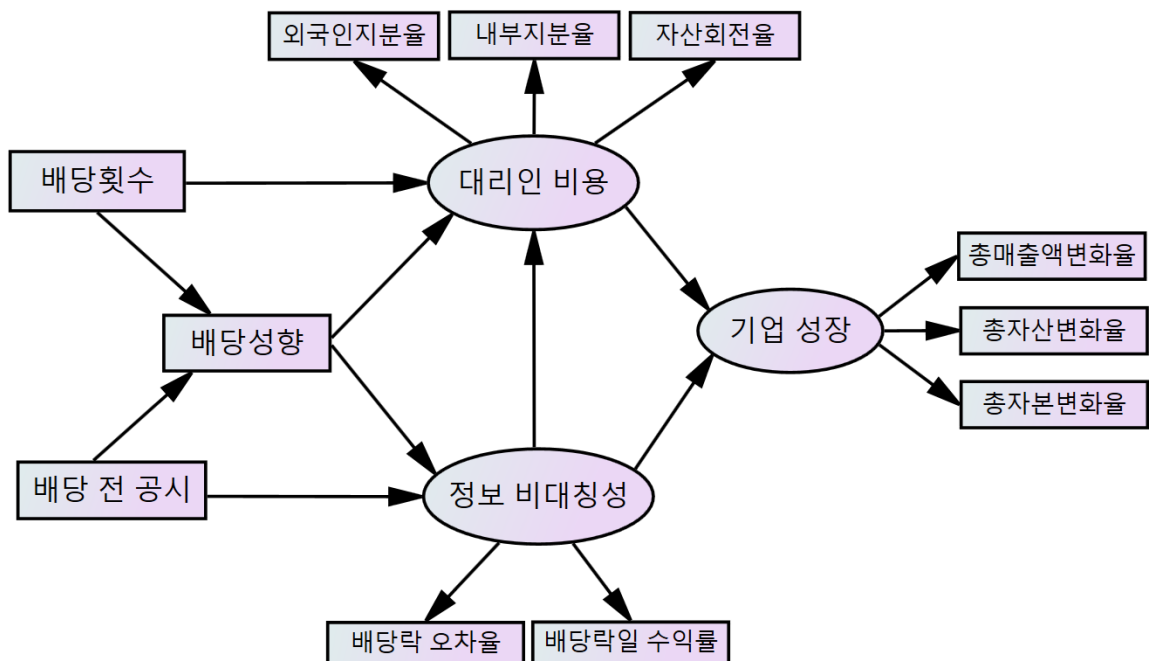 외국인지분율
내부지분율
자산회전율
배당횟수
대리인 비용
총매출액변화율
배당성향
기업 성장
총자산변화율
총자본변화율
배당 전 공시
정보 비대칭성
배당락 오차율
배당락일 수익률